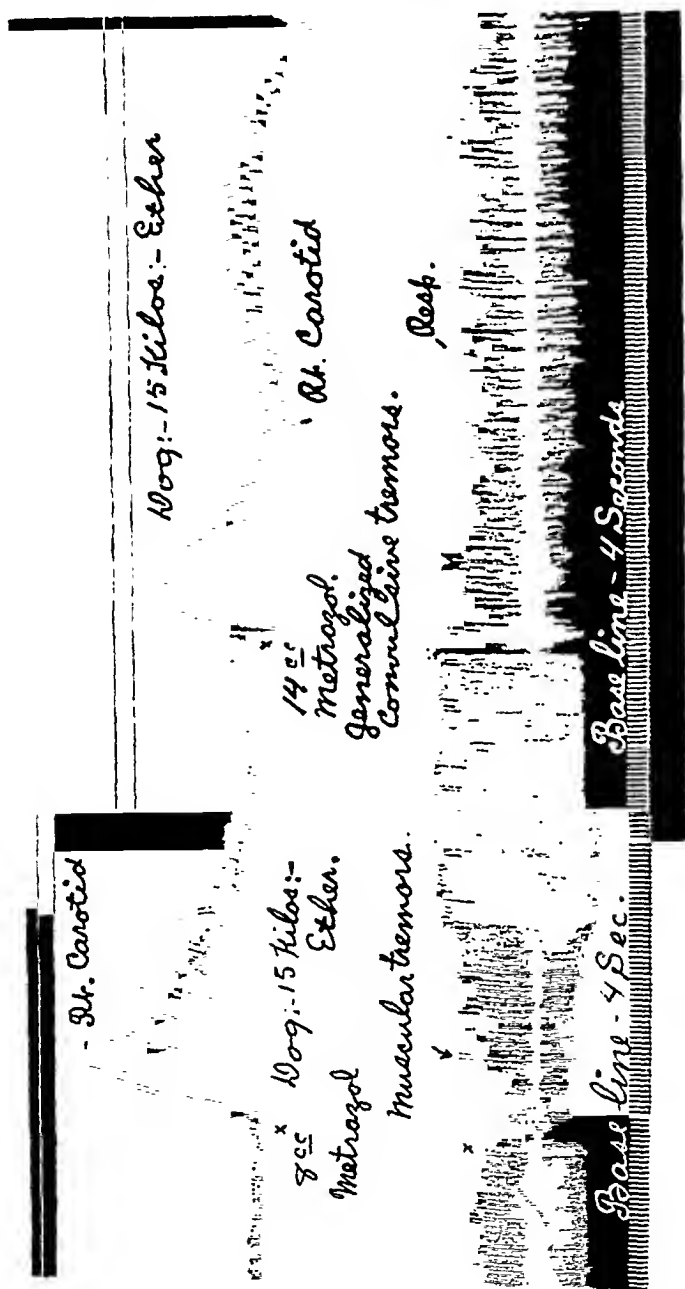 - Rt. Carotid
8 cc
Metrazol
Dog:- 15 Kilos:-
Ether.
Muscular tremors.
Base line - 4 Sec.
Dog:- 15 Kilos:- Ether
Rt. Carotid
14 cc
Metrazol.
Generalized
Convulsive tremors.
Resp.
Base line - 4 Seconds